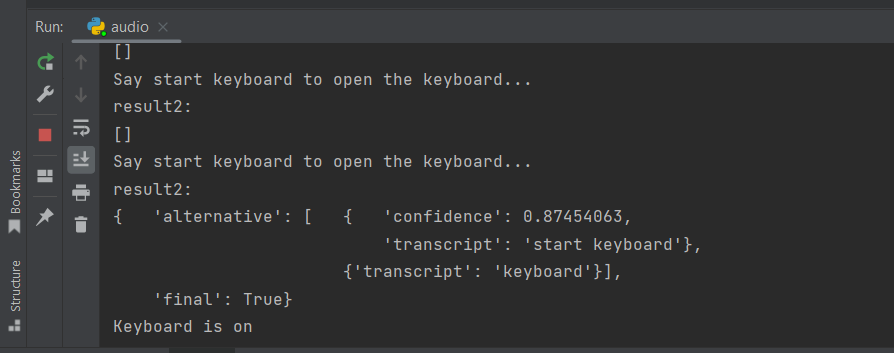 Run: audio
[]
Say start keyboard to open the keyboard...
result2:
[]
Say start keyboard to open the keyboard...
result2:
{   'alternative': [   {   'confidence': 0.87454063,
                           'transcript': 'start keyboard'},
                       {'transcript': 'keyboard'}],
    'final': True}
Keyboard is on
Bookmarks
Structure